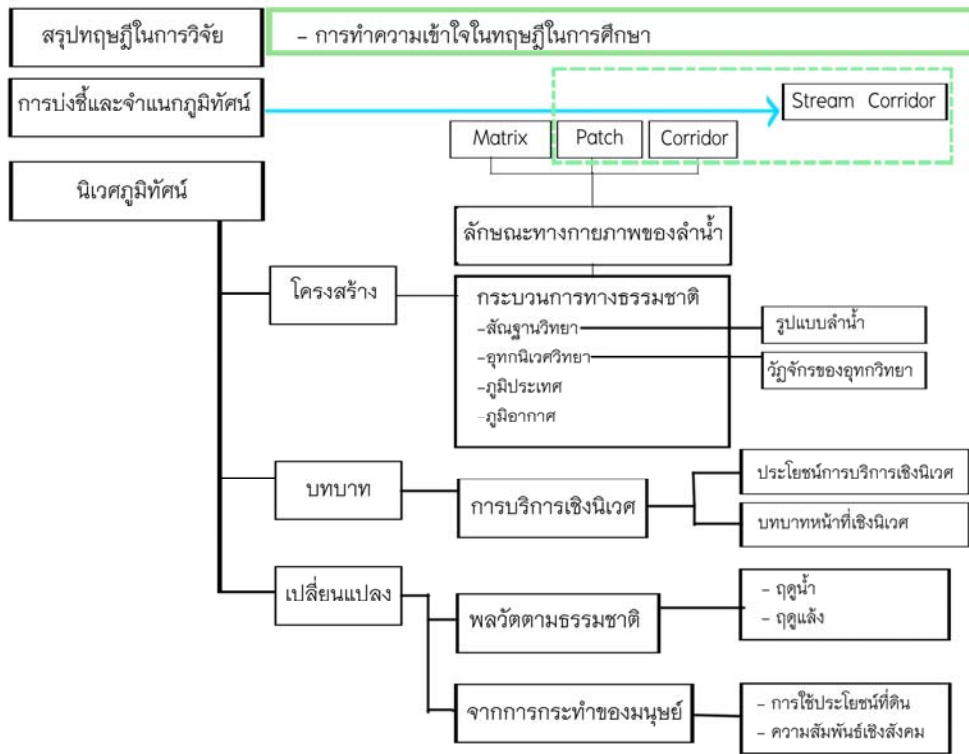 สรุปทฤษฎีในการวิจัย
- การทำความเข้าใจในทฤษฎีในการศึกษา
การบ่งชี้และจำแนกภูมิทัศน์
Stream Corridor
Matrix
Patch
Corridor
นิเวศภูมิทัศน์
ลักษณะทางกายภาพของลำน้ำ
โครงสร้าง
กระบวนการทางธรรมชาติ
-สัณฐานวิทยา
-อุทกนิเวศวิทยา
-ภูมิประเทศ
-ภูมิอากาศ
รูปแบบลำน้ำ
วัฏจักรของอุทกวิทยา
บทบาท
การบริการเชิงนิเวศ
ประโยชน์การบริการเชิงนิเวศ
บทบาทหน้าที่เชิงนิเวศ
เปลี่ยนแปลง
พลวัตตามธรรมชาติ
- ฤดูน้ำ
- ฤดูแล้ง
จากการกระทำของมนุษย์
- การใช้ประโยชน์ที่ดิน
- ความสัมพันธ์เชิงสังคม